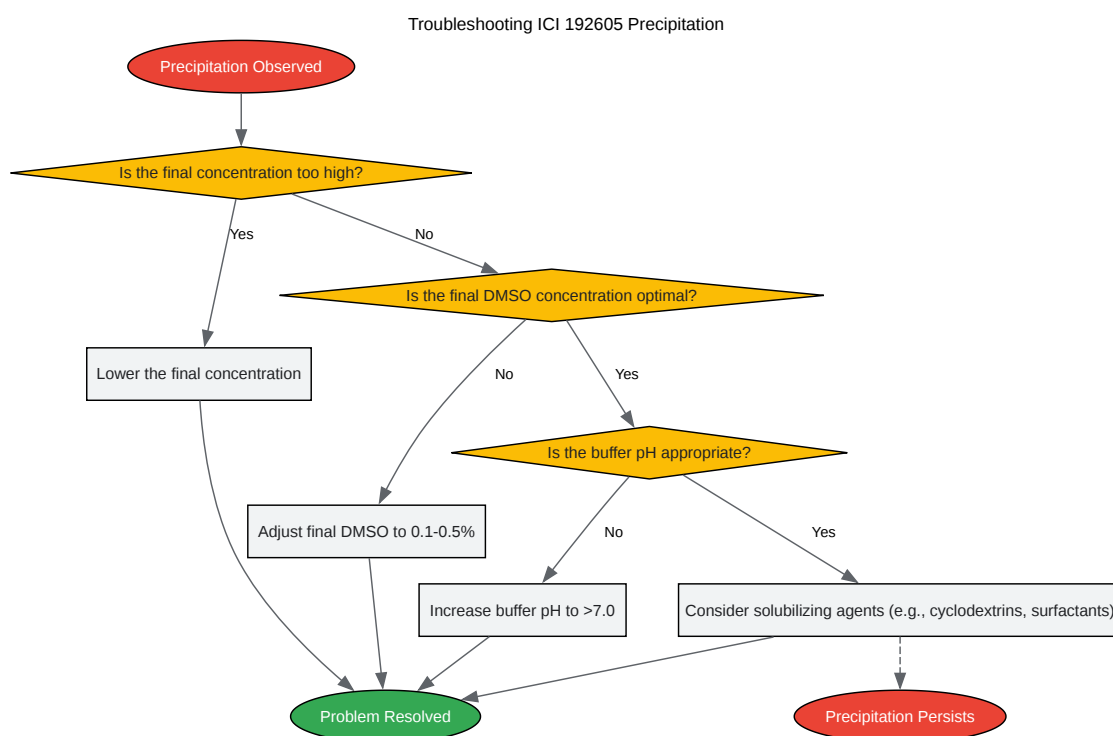 Troubleshooting ICI 192605 Precipitation
Precipitation Observed
Is the final concentration too high?
Yes
No
Is the final DMSO concentration optimal?
Lower the final concentration
No
Yes
Is the buffer pH appropriate?
Adjust final DMSO to 0.1-0.5%
No
Yes
Increase buffer pH to >7.0
Consider solubilizing agents (e.g., cyclodextrins, surfactants)
Problem Resolved
Precipitation Persists